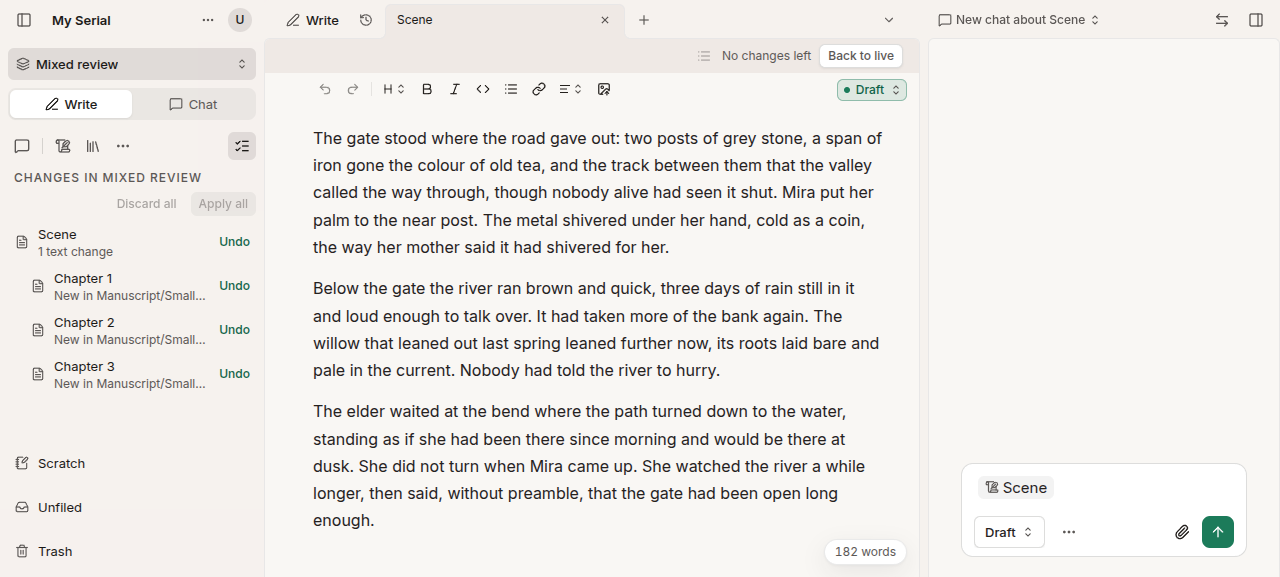 My Serial
U
Write
Scene
New chat about Scene
Mixed review
No changes left
Back to live
Write
Chat
H
B
I
Draft
CHANGES IN MIXED REVIEW
Discard all
Apply all
Scene
1 text change
Undo
Chapter 1
New in Manuscript/Small...
Undo
Chapter 2
New in Manuscript/Small...
Undo
Chapter 3
New in Manuscript/Small...
Undo
Scratch
Unfiled
Trash
The gate stood where the road gave out: two posts of grey stone, a span of
iron gone the colour of old tea, and the track between them that the valley
called the way through, though nobody alive had seen it shut. Mira put her
palm to the near post. The metal shivered under her hand, cold as a coin,
the way her mother said it had shivered for her.
Below the gate the river ran brown and quick, three days of rain still in it
and loud enough to talk over. It had taken more of the bank again. The
willow that leaned out last spring leaned further now, its roots laid bare and
pale in the current. Nobody had told the river to hurry.
The elder waited at the bend where the path turned down to the water,
standing as if she had been there since morning and would be there at
dusk. She did not turn when Mira came up. She watched the river a while
longer, then said, without preamble, that the gate had been open long
enough.
182 words
Scene
Draft